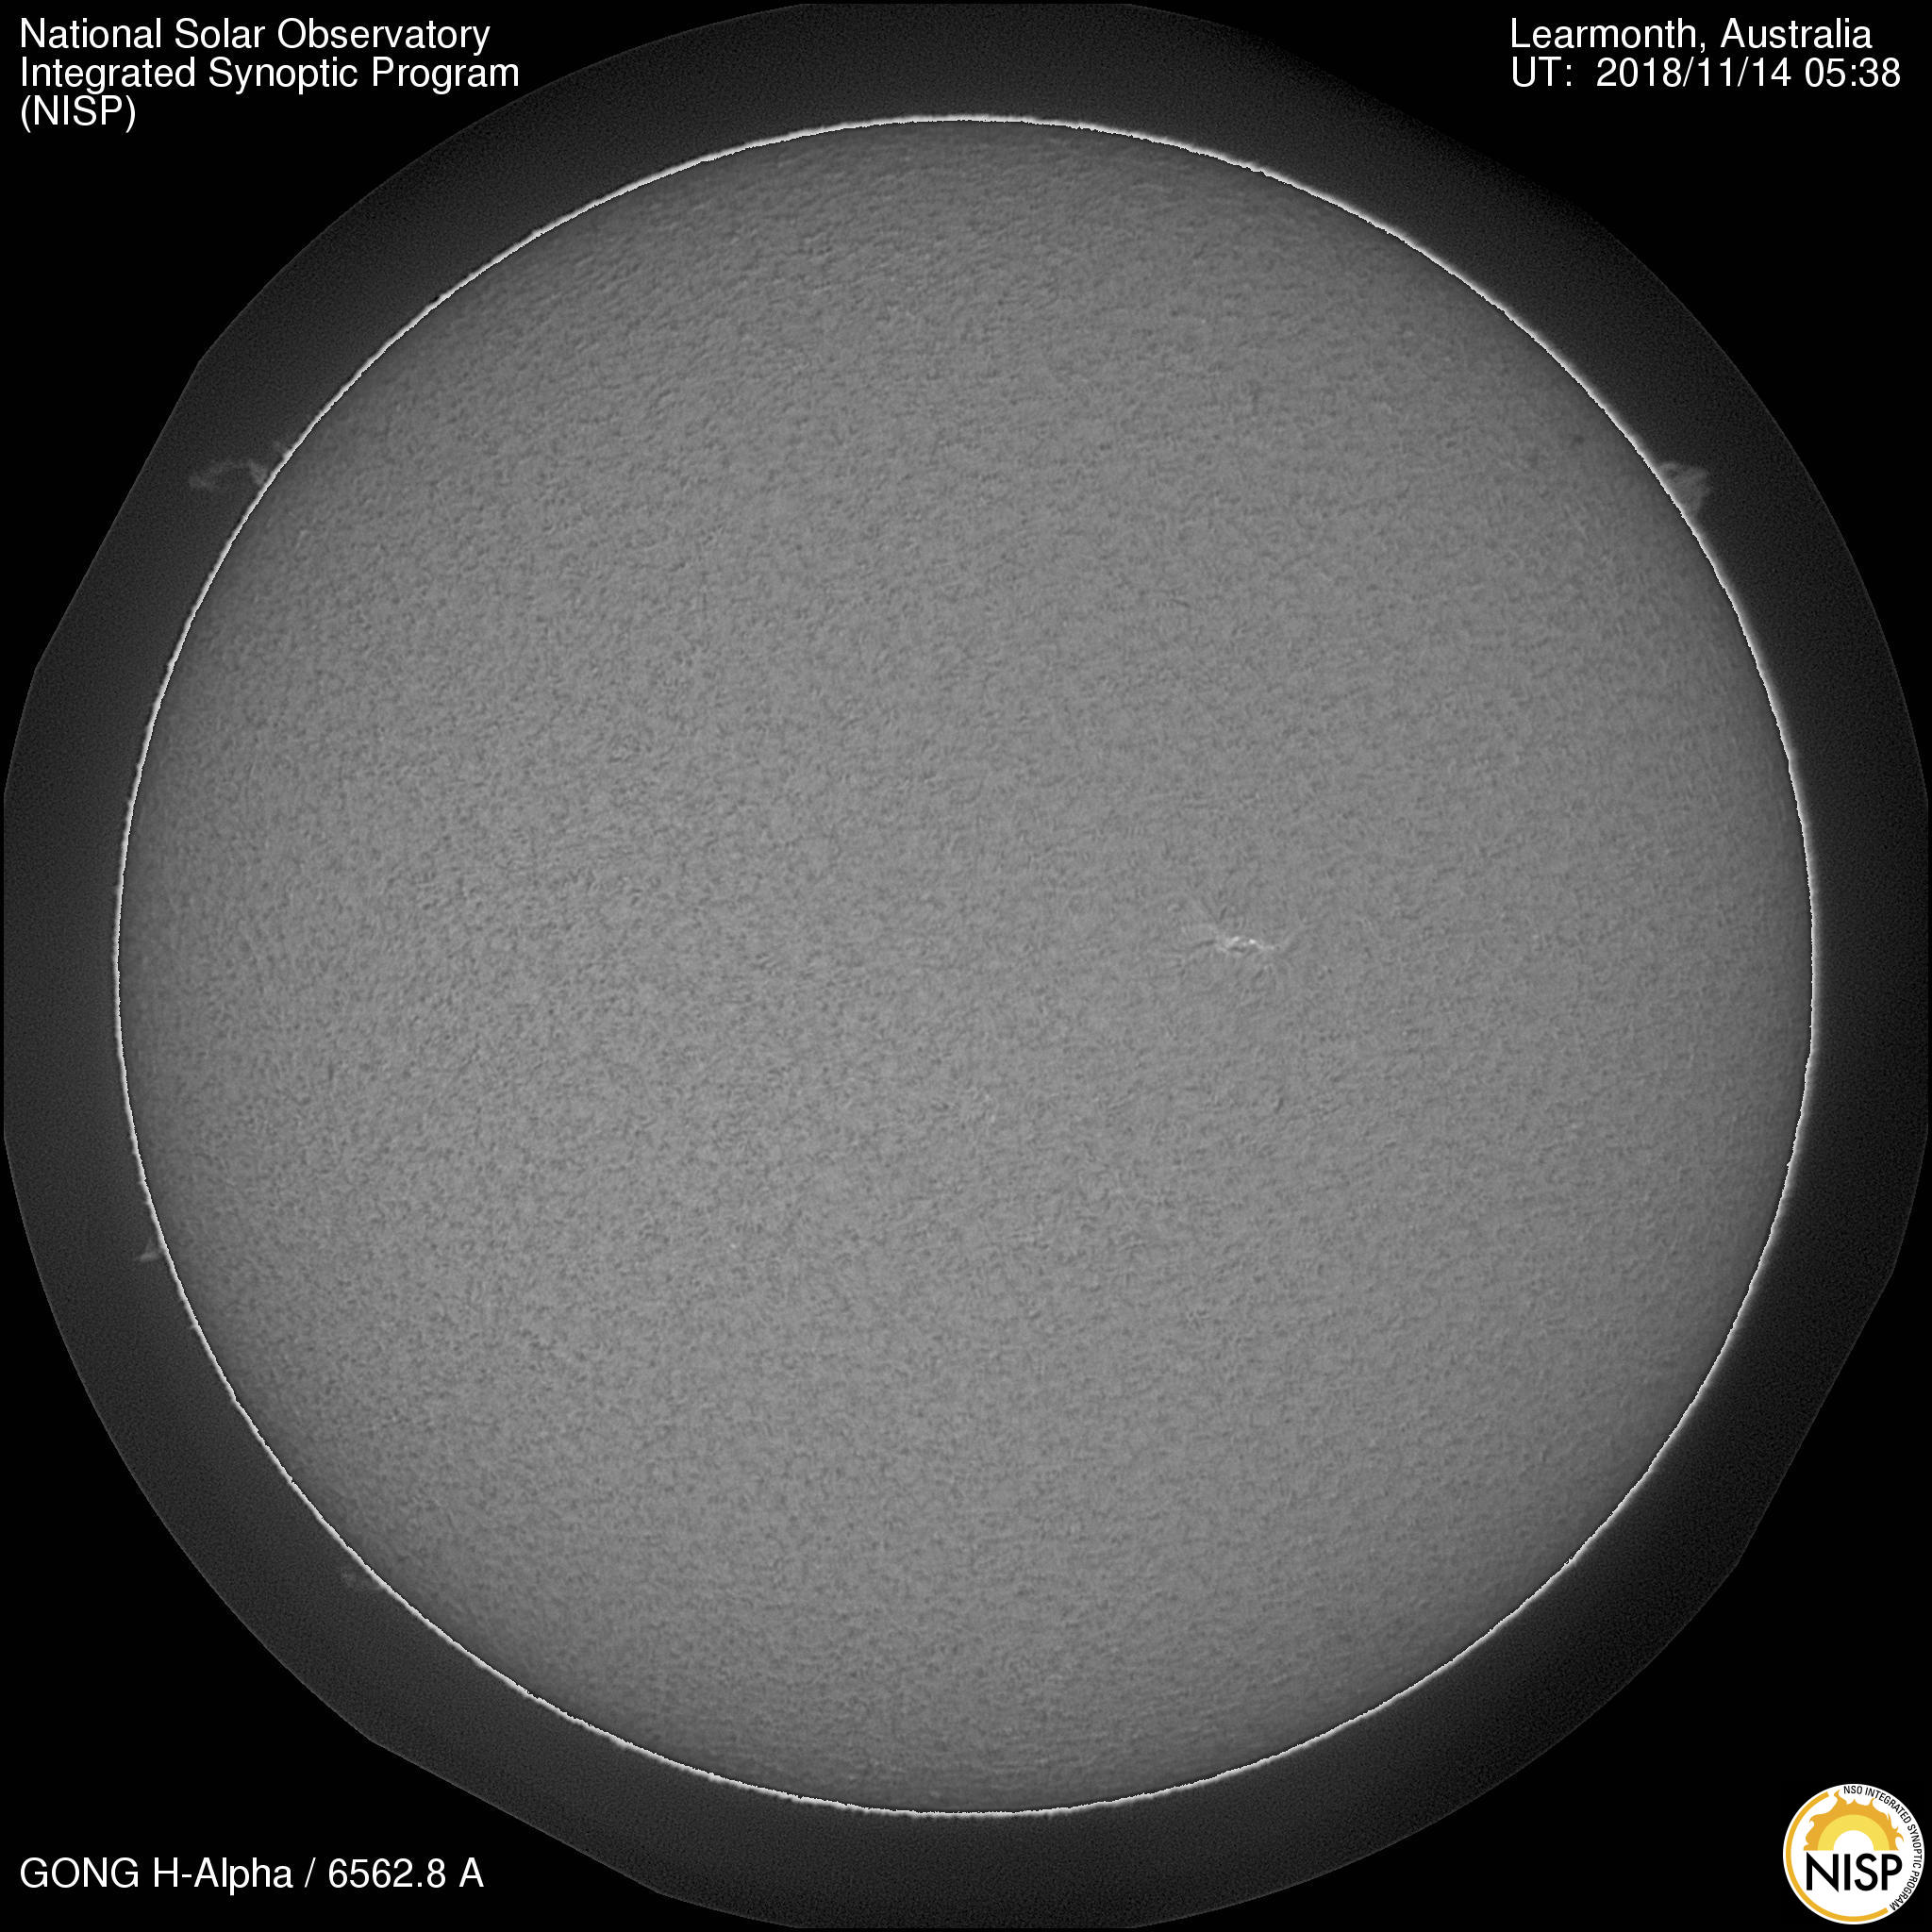 National Solar Observatory
Integrated Synoptic Program
(NISP)
Learmonth, Australia
UT: 2018/11/14 05:38
GONG H-Alpha / 6562.8 A
NSO INTEGRATED SYNOPTIC PROGRAM
NISP